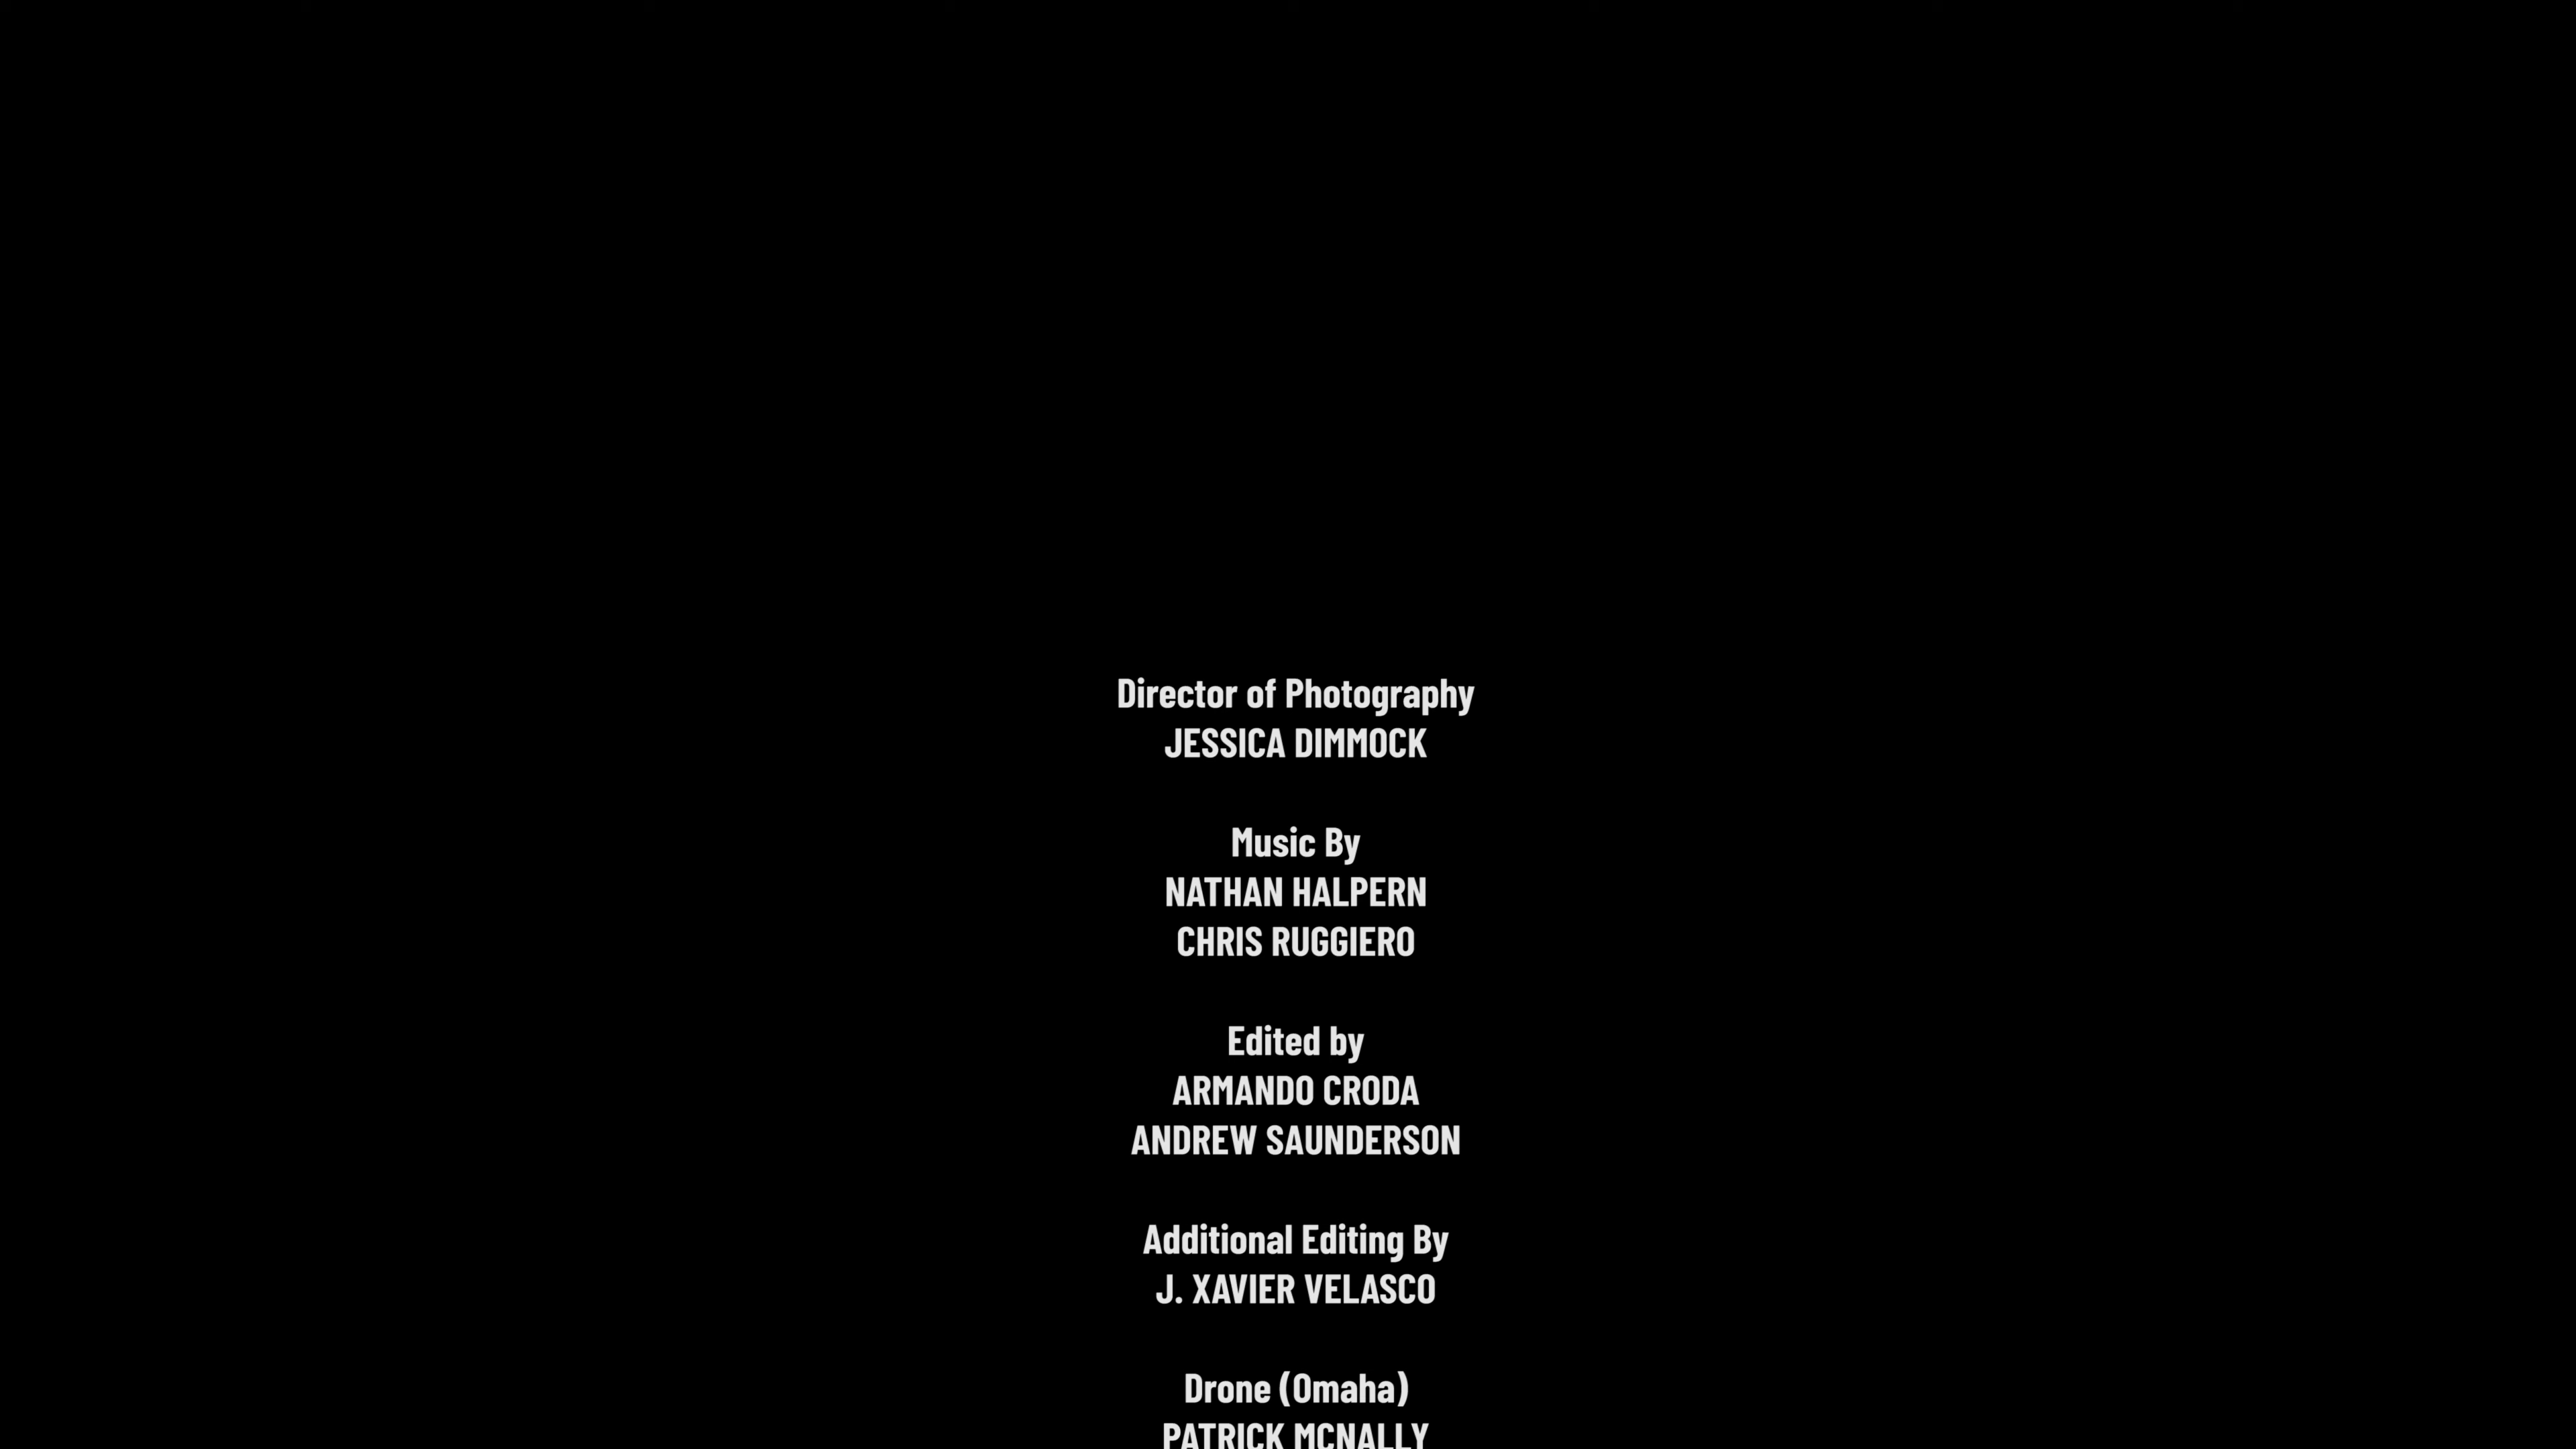 Director of Photography
JESSICA DIMMOCK
Music By
NATHAN HALPERN
CHRIS RUGGIERO
Edited by
ARMANDO CRODA
ANDREW SAUNDERSON
Additional Editing By
J. XAVIER VELASCO
Drone (Omaha)
PATRICK MCNALLY